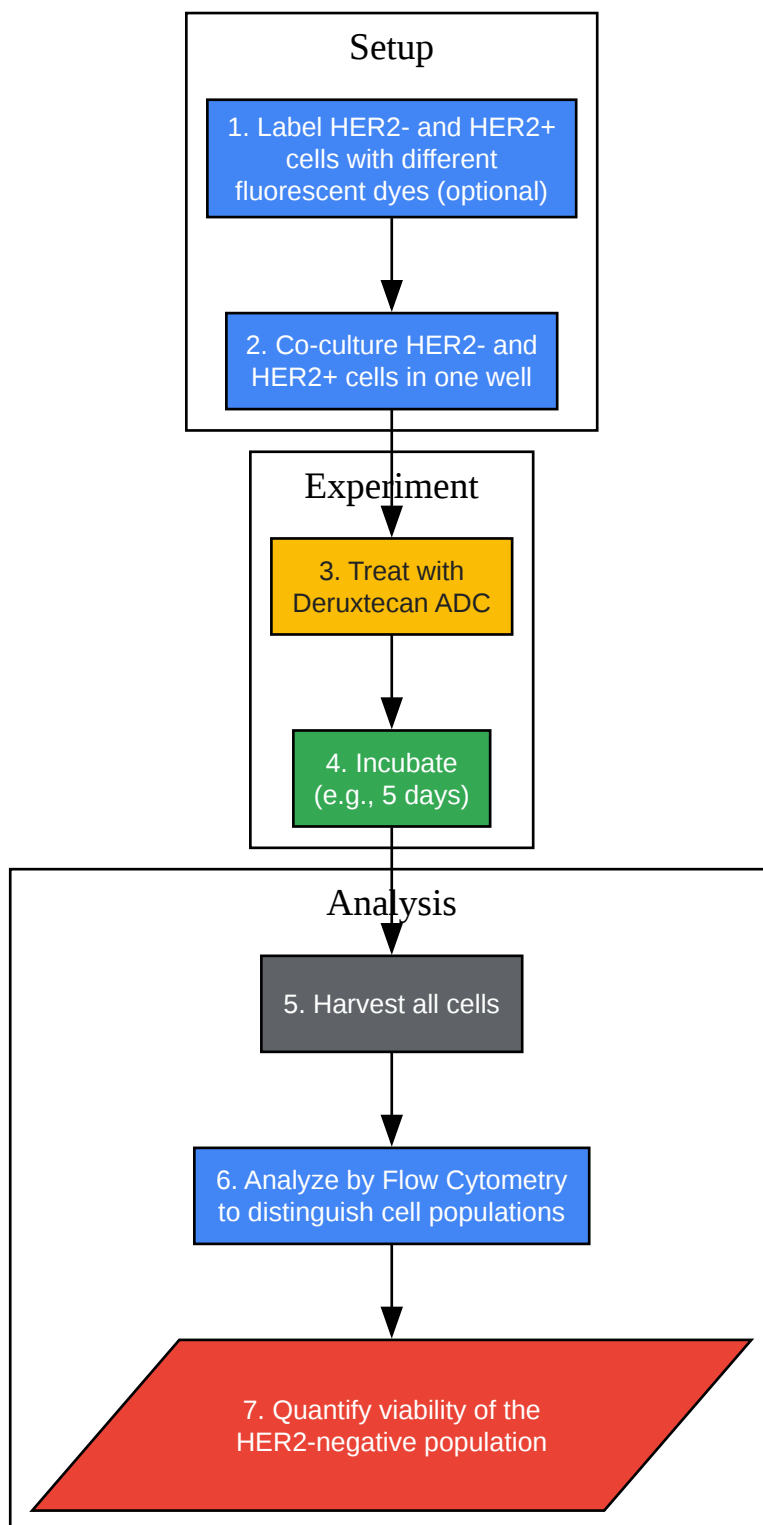 Setup
1. Label HER2- and HER2+
cells with different
fluorescent dyes (optional)
2. Co-culture HER2- and
HER2+ cells in one well
Experiment
3. Treat with
Deruxtecan ADC
4. Incubate
(e.g., 5 days)
Analysis
5. Harvest all cells
6. Analyze by Flow Cytometry
to distinguish cell populations
7. Quantify viability of the
HER2-negative population